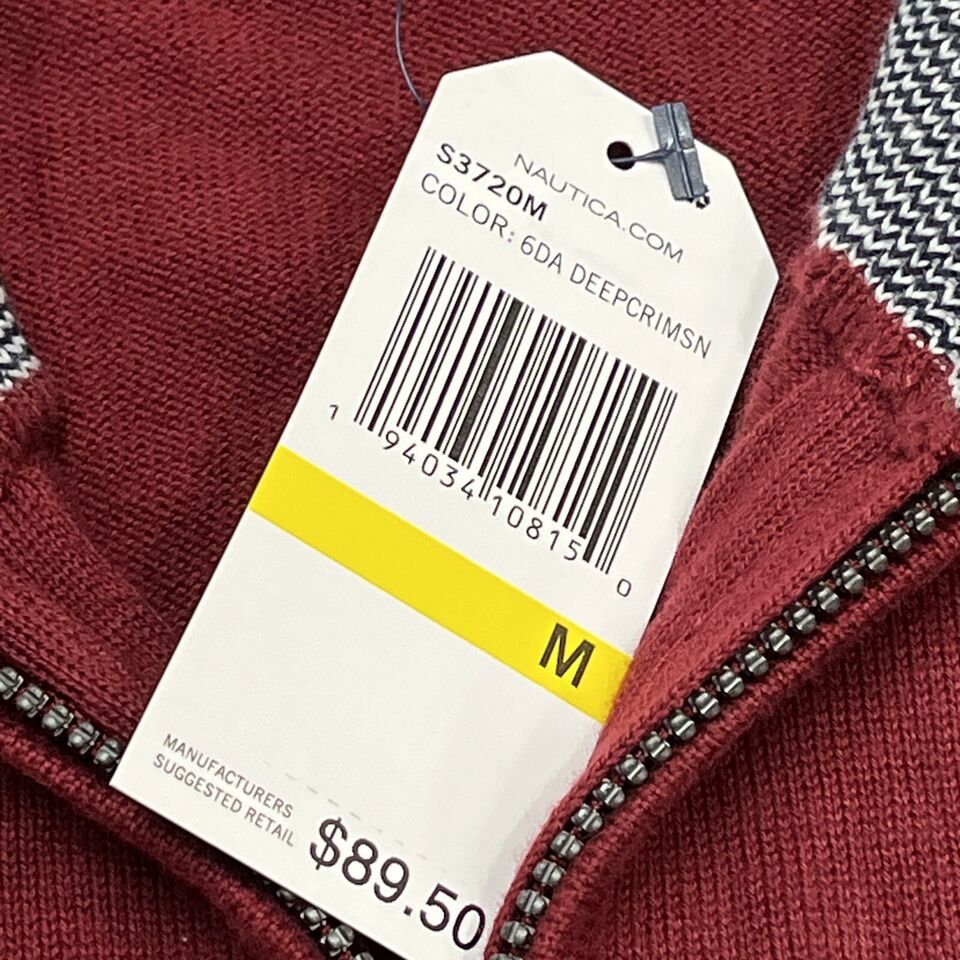 NAUTICA.COM
S3720M
COLOR: 6DA DEEPCRIMSN
1 94034 10815 0
M
MANUFACTURERS
SUGGESTED RETAIL
$89.50